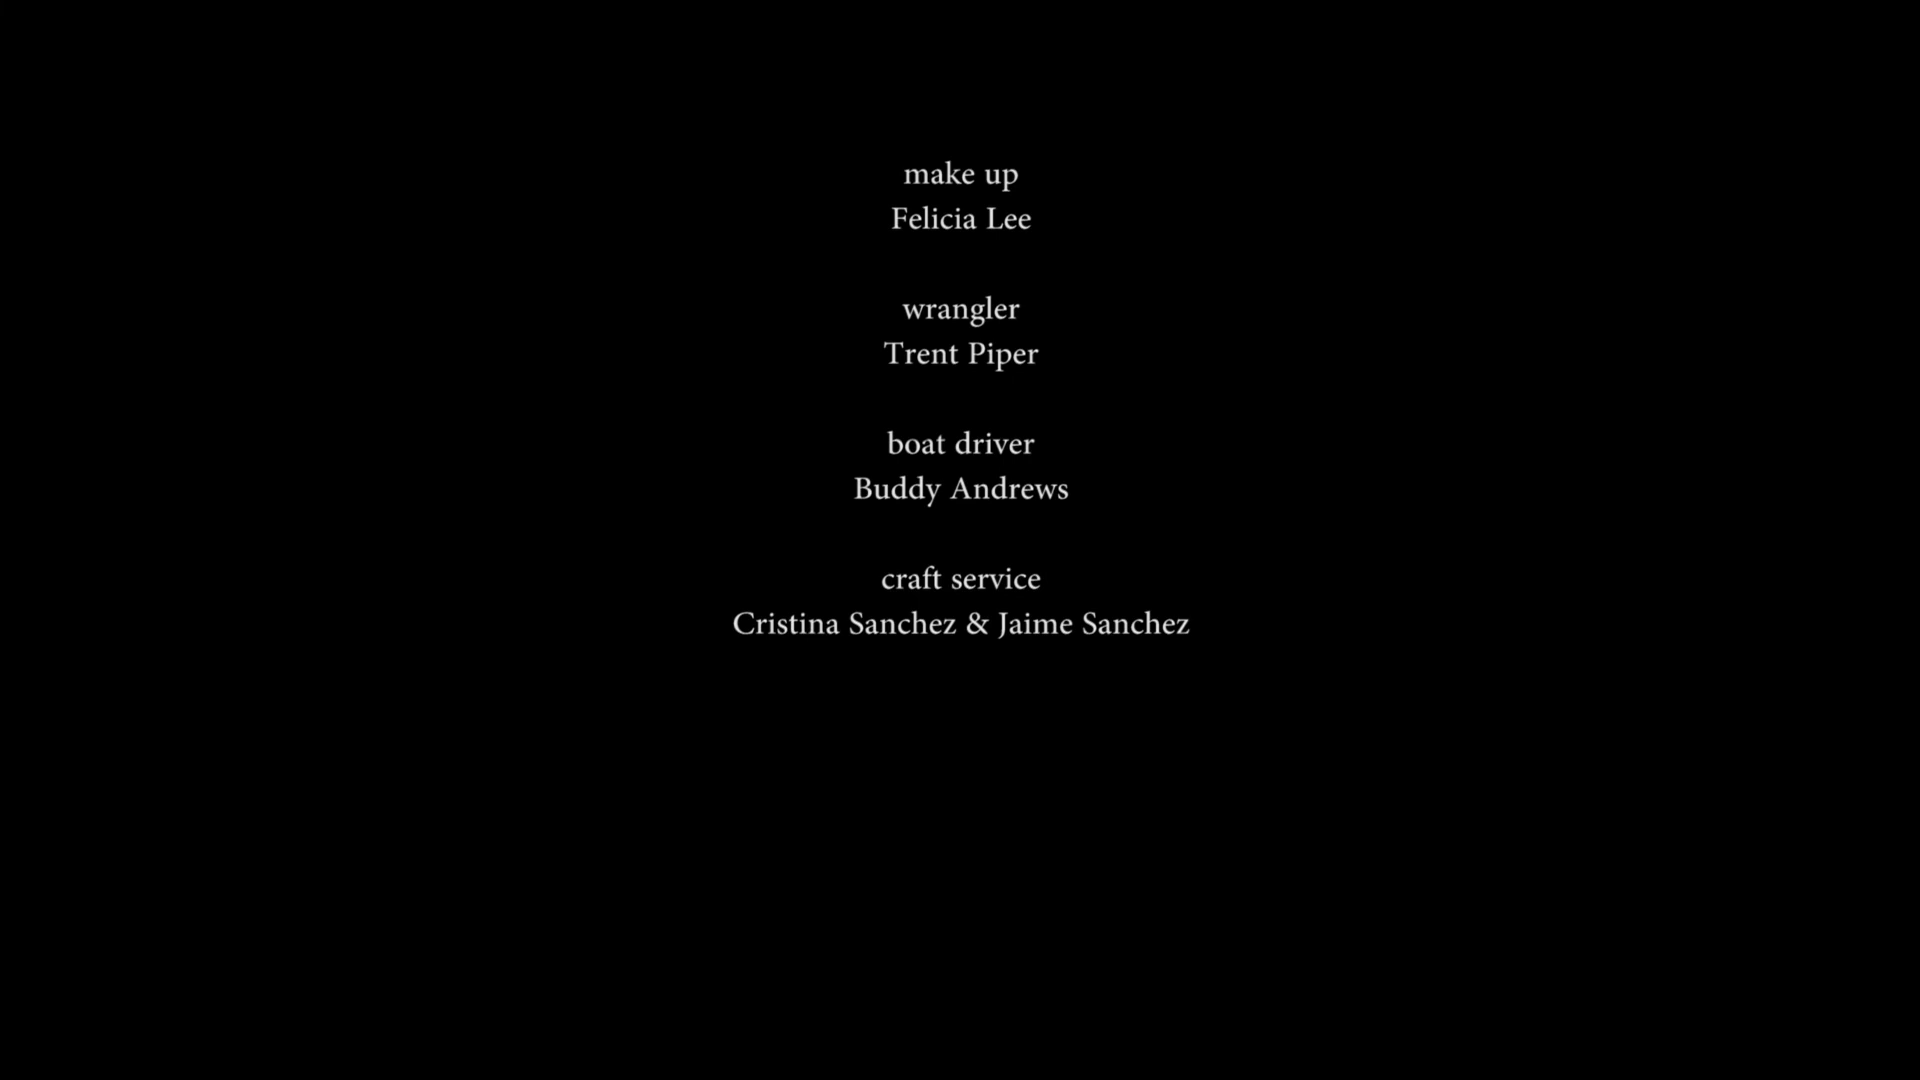 make up
Felicia Lee
wrangler
Trent Piper
boat driver
Buddy Andrews
craft service
Cristina Sanchez & Jaime Sanchez